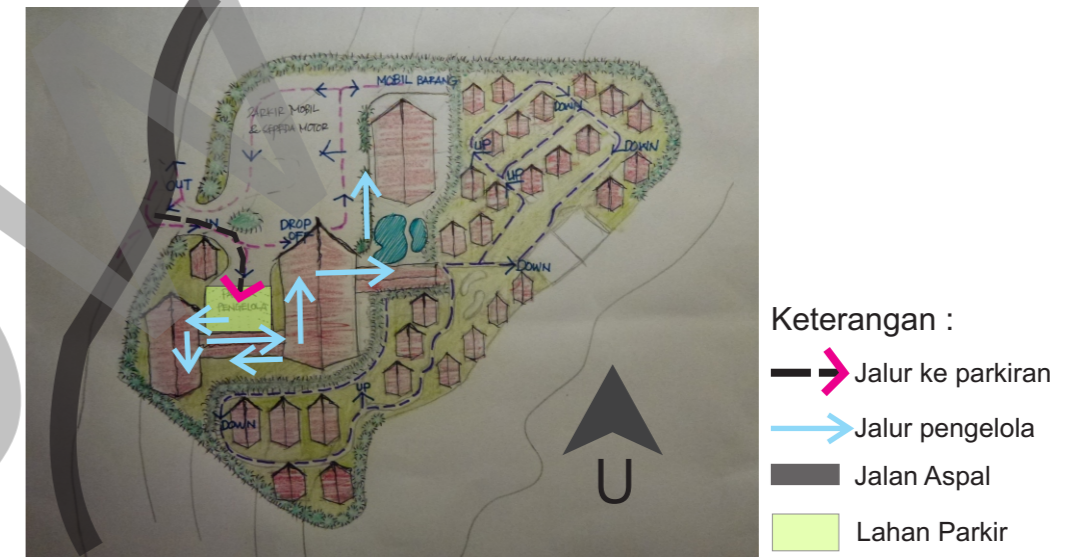 MOBIL BARANG
PARKIR MOBIL
& SEPEDA MOTOR
DOWN
UP
DOWN
UP
OUT
IN
DROP
OFF
DOWN
PENGELOLA
UP
DOWN
U
Keterangan :
Jalur ke parkiran
Jalur pengelola
Jalan Aspal
Lahan Parkir